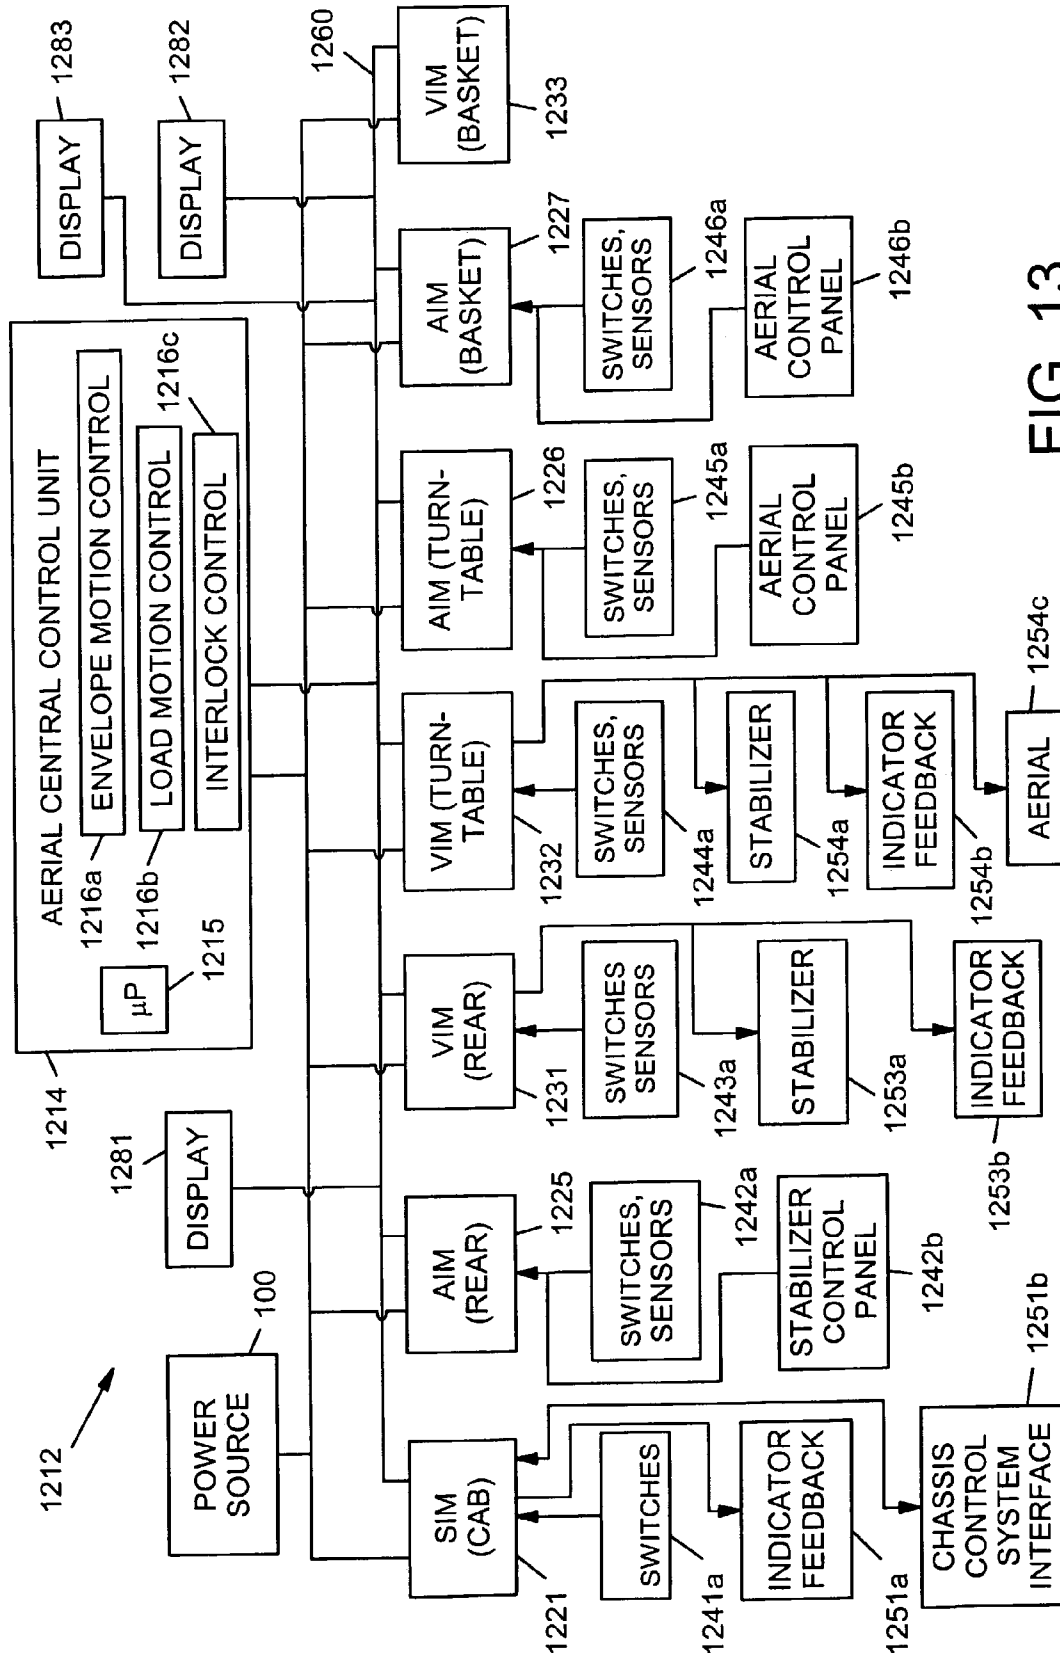 1212
POWER
SOURCE
100
DISPLAY
1281
1214
AERIAL CENTRAL CONTROL UNIT
µP
1215
1216a
ENVELOPE MOTION CONTROL
1216b
LOAD MOTION CONTROL
1216c
INTERLOCK CONTROL
DISPLAY
1283
DISPLAY
1282
1260
SIM
(CAB)
1221
AIM
(REAR)
1225
VIM
(REAR)
1231
VIM (TURN-
TABLE)
1232
AIM (TURN-
TABLE)
1226
AIM
(BASKET)
1227
VIM
(BASKET)
1233
SWITCHES
1241a
SWITCHES,
SENSORS
1242a
SWITCHES
SENSORS
1243a
SWITCHES,
SENSORS
1244a
SWITCHES,
SENSORS
1245a
SWITCHES,
SENSORS
1246a
INDICATOR
FEEDBACK
1251a
STABILIZER
CONTROL
PANEL
1242b
STABILIZER
1253a
STABILIZER
1254a
AERIAL
CONTROL
PANEL
1245b
AERIAL
CONTROL
PANEL
1246b
CHASSIS
CONTROL
SYSTEM
INTERFACE
1251b
INDICATOR
FEEDBACK
1253b
INDICATOR
FEEDBACK
1254b
AERIAL
1254c
FIG. 13